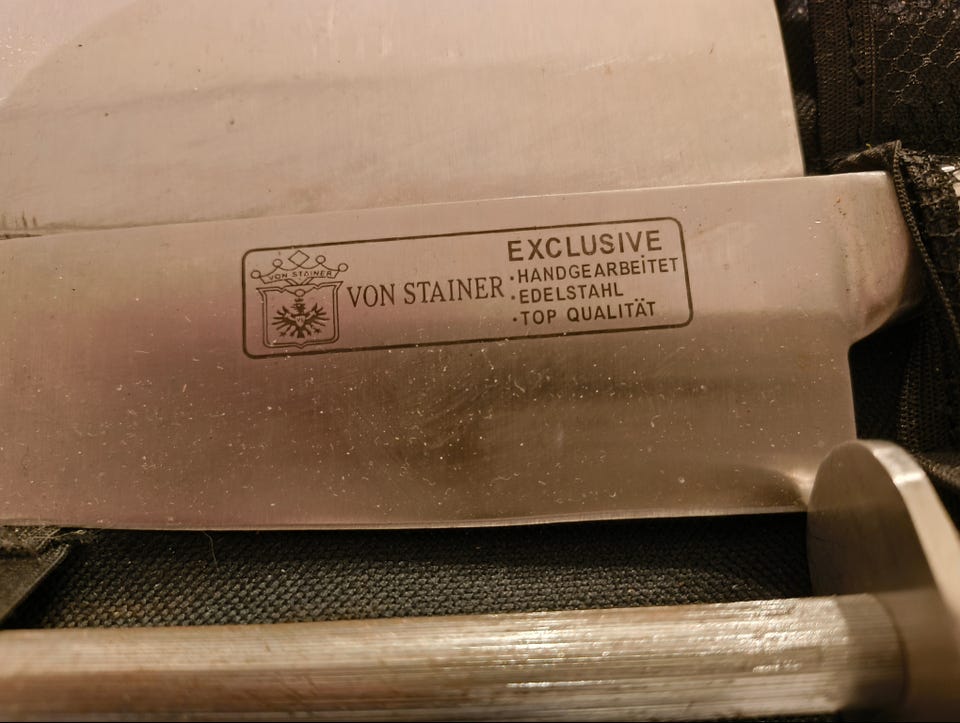 VON STAINER
VON STAINER
EXCLUSIVE
·HANDGEARBEITET
·EDELSTAHL
·TOP QUALITÄT